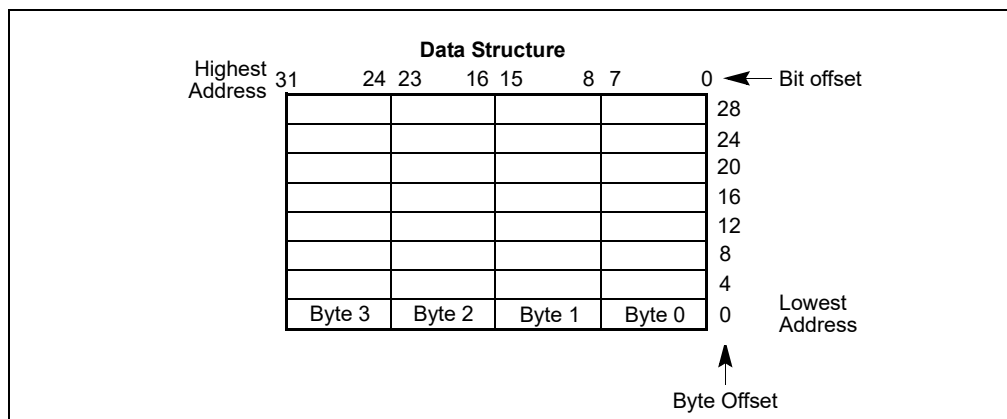 Data Structure
Highest
Address
31 24 23 16 15 8 7 0
Bit offset
28
24
20
16
12
8
4
Byte 3 Byte 2 Byte 1 Byte 0 0
Lowest
Address
Byte Offset